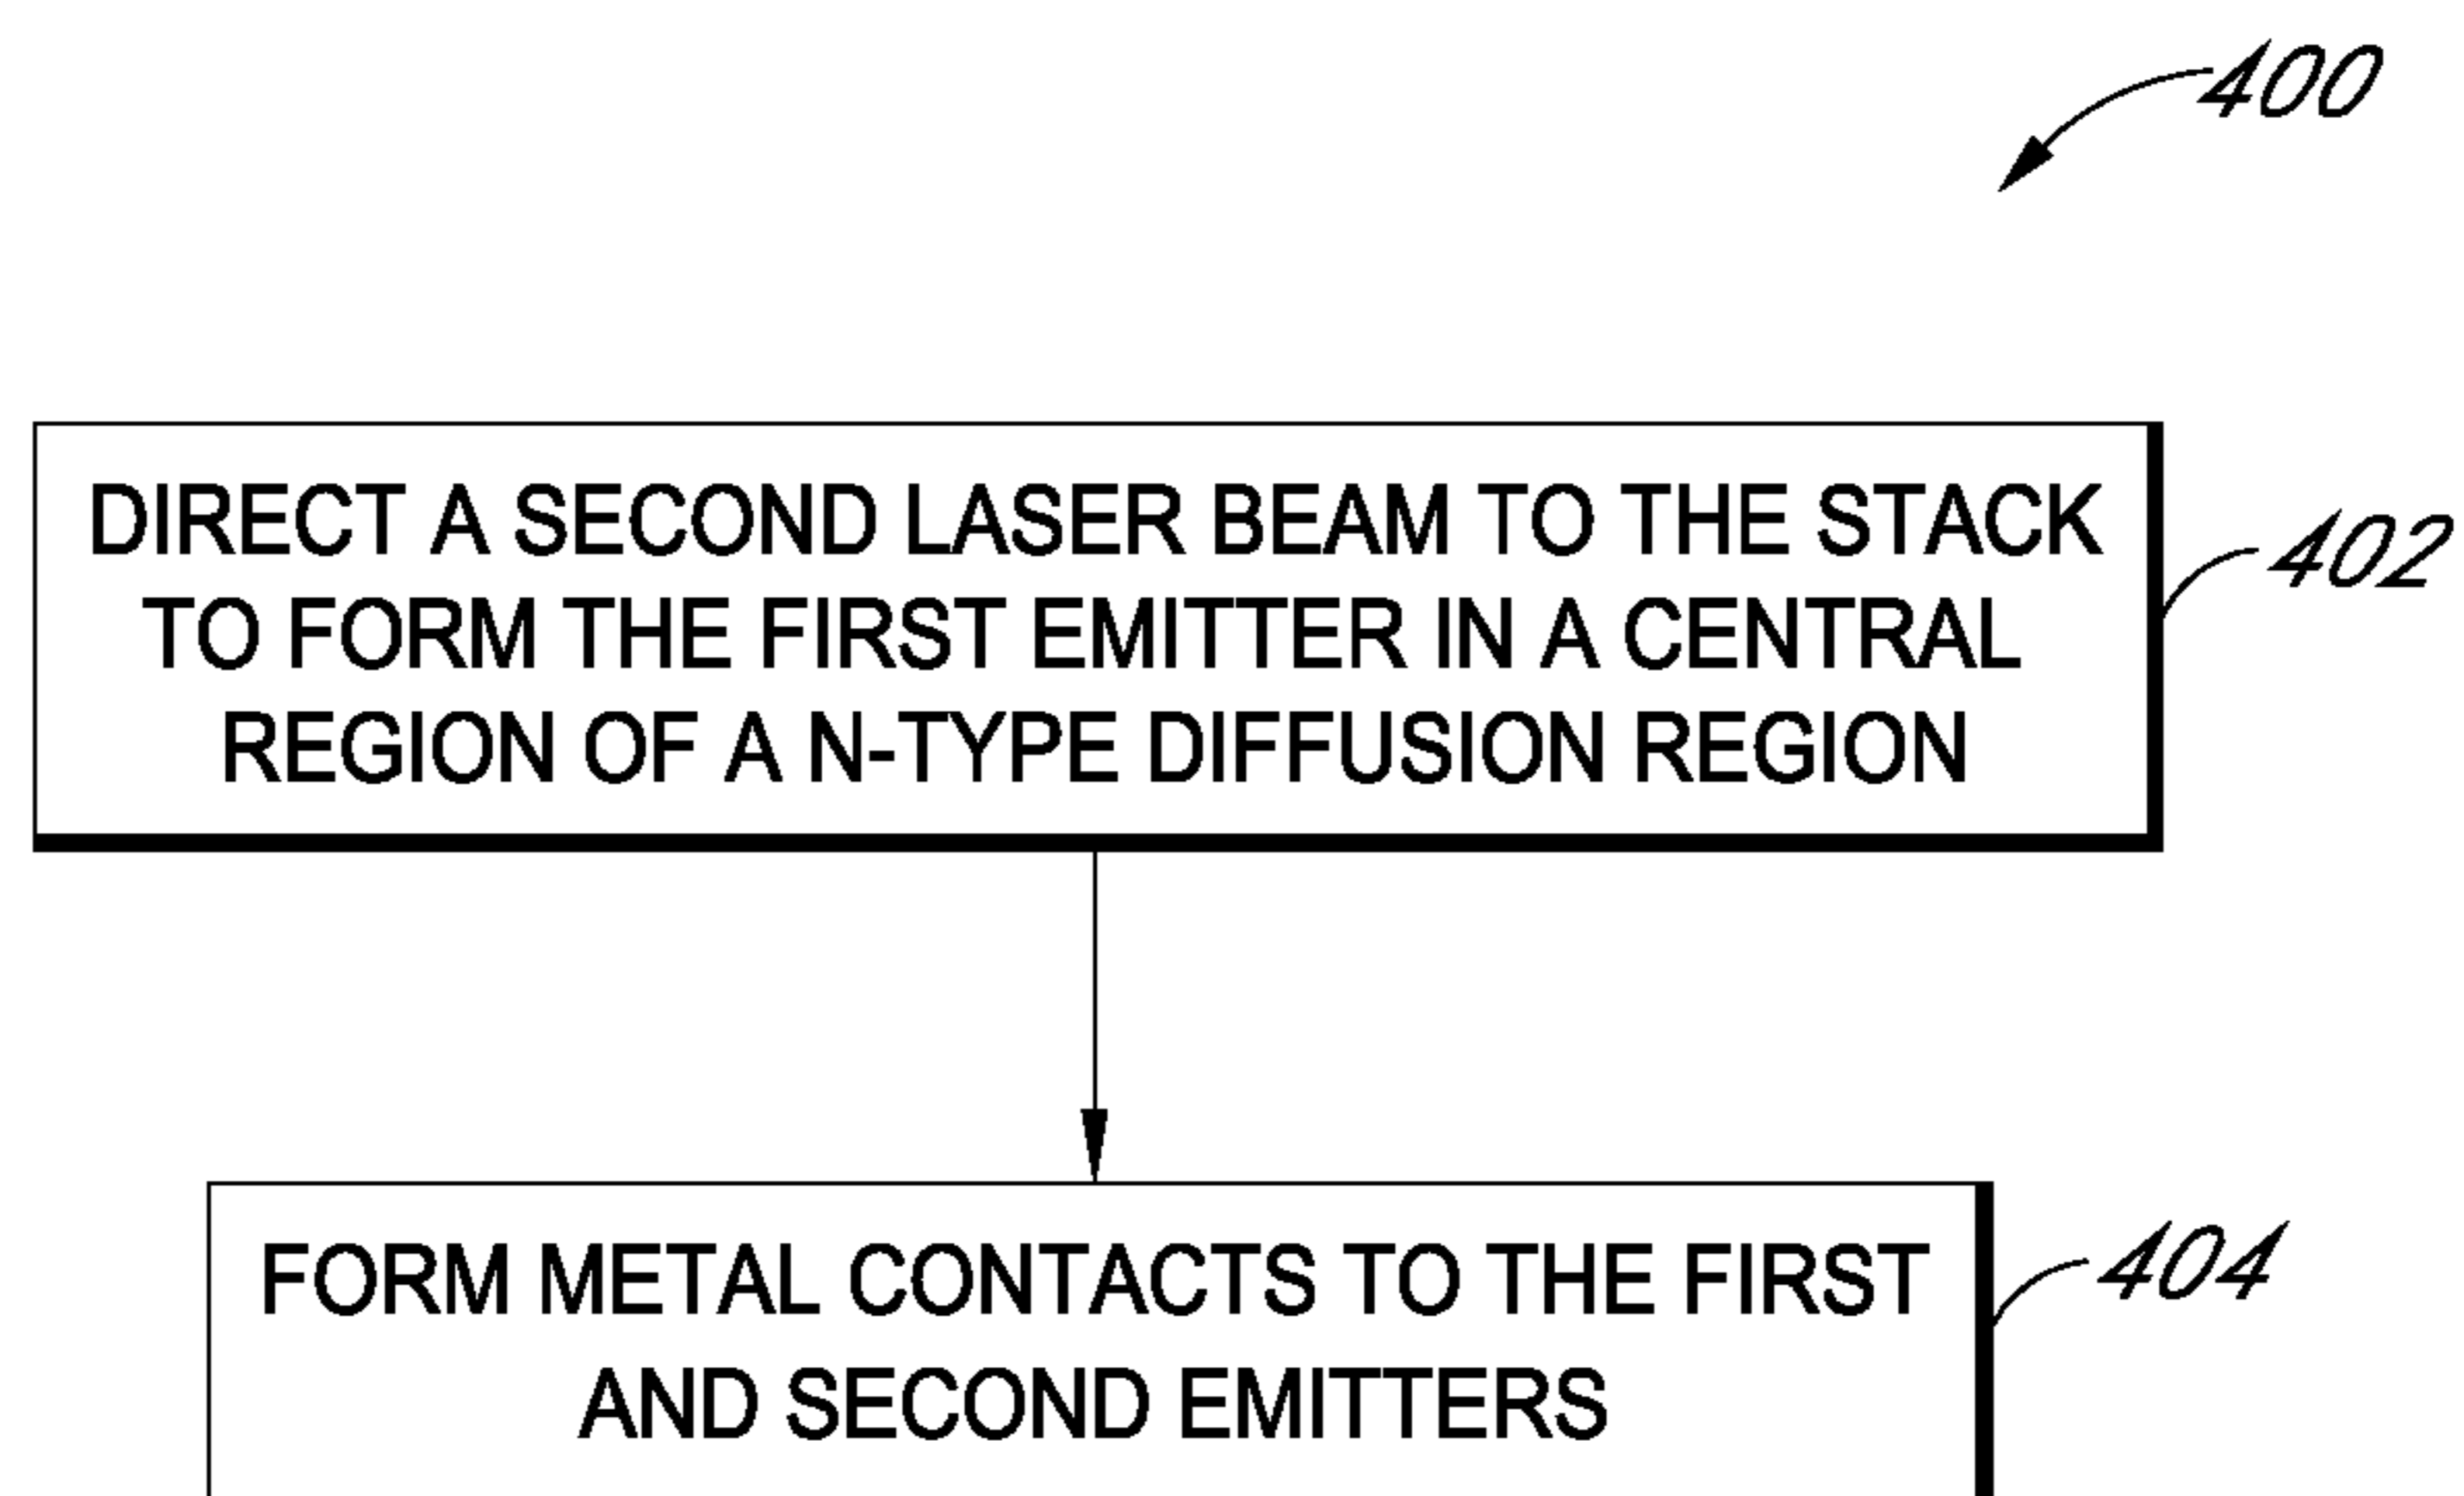 400
DIRECT A SECOND LASER BEAM TO THE STACK
TO FORM THE FIRST EMITTER IN A CENTRAL
REGION OF A N-TYPE DIFFUSION REGION
402
FORM METAL CONTACTS TO THE FIRST
AND SECOND EMITTERS
404